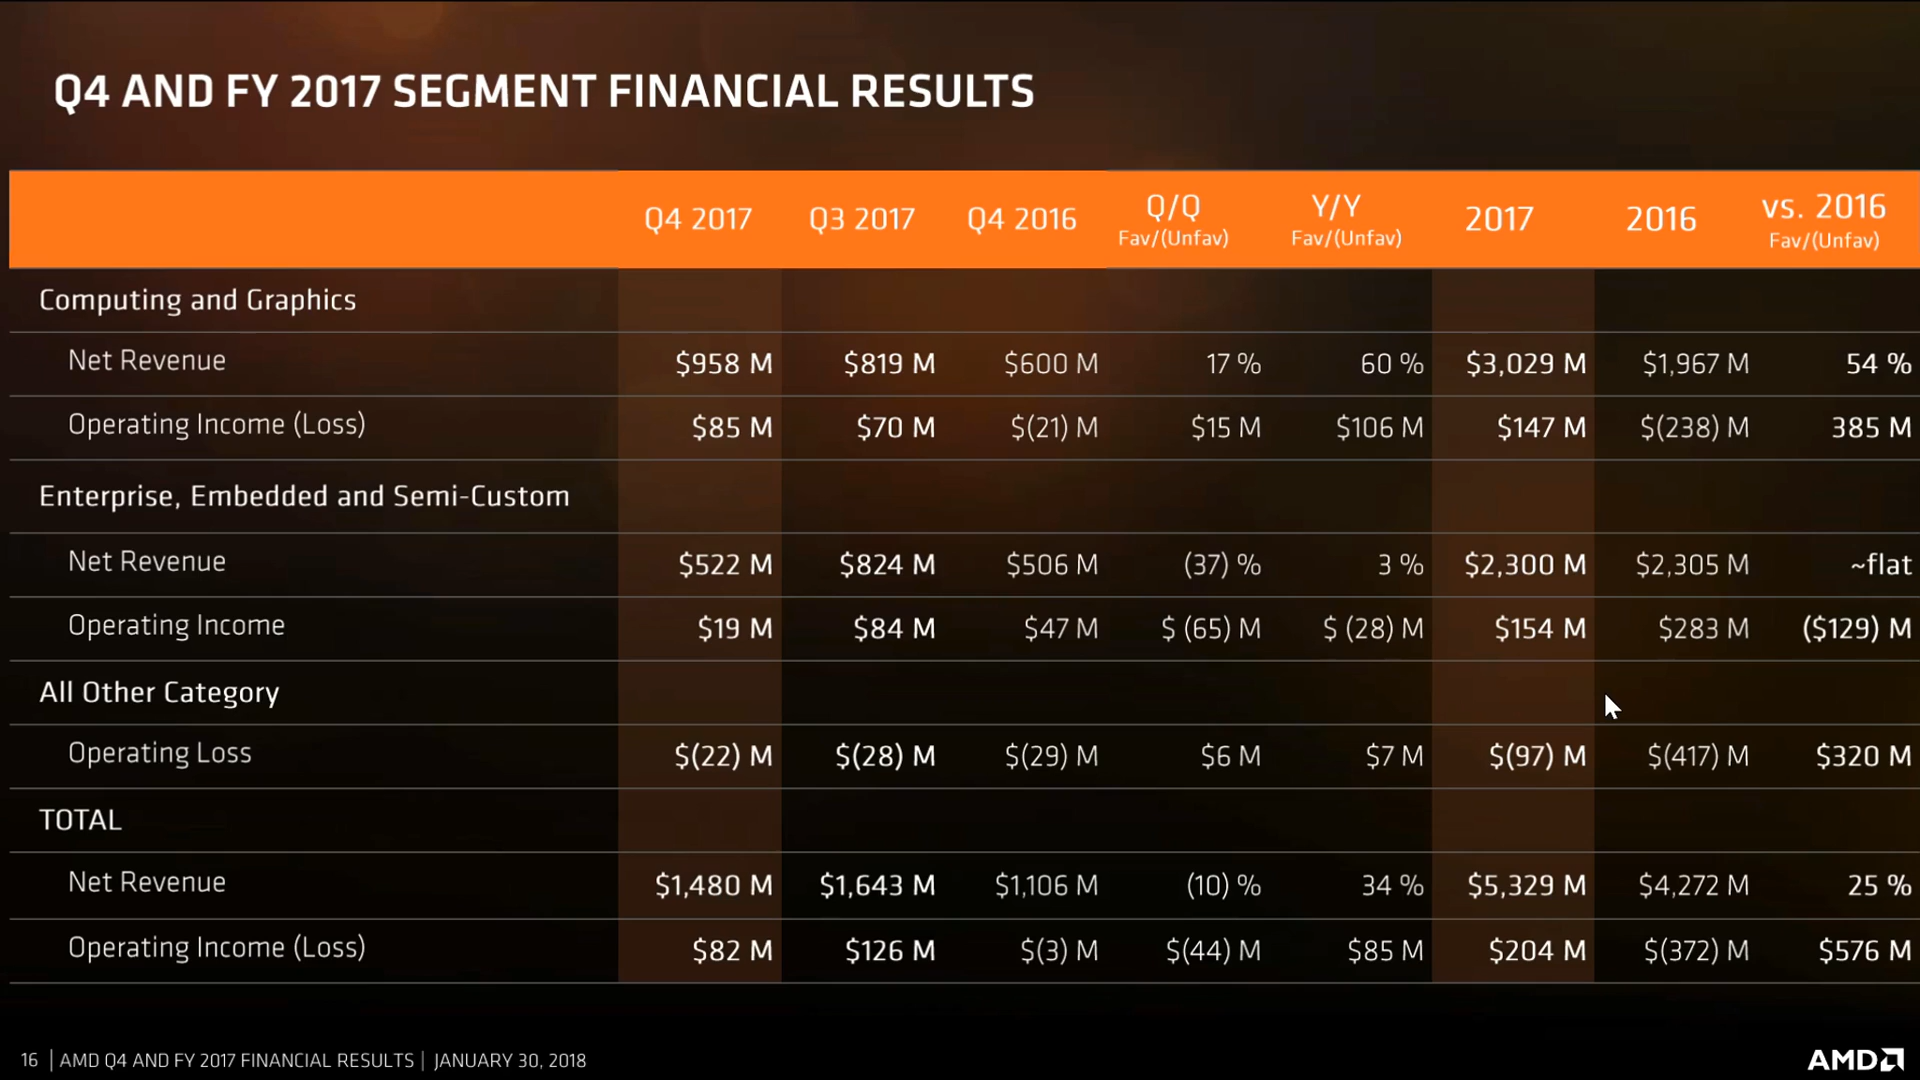 Q4 AND FY 2017 SEGMENT FINANCIAL RESULTS
Q4 2017 Q3 2017 Q4 2016 Q/Q Fav/(Unfav) Y/Y Fav/(Unfav) 2017 2016 vs. 2016 Fav/(Unfav)
Computing and Graphics
Net Revenue $958 M $819 M $600 M 17 % 60 % $3,029 M $1,967 M 54 %
Operating Income (Loss) $85 M $70 M $(21) M $15 M $106 M $147 M $(238) M 385 M
Enterprise, Embedded and Semi-Custom
Net Revenue $522 M $824 M $506 M (37) % 3 % $2,300 M $2,305 M ~flat
Operating Income $19 M $84 M $47 M $ (65) M $ (28) M $154 M $283 M ($129) M
All Other Category
Operating Loss $(22) M $(28) M $(29) M $6 M $7 M $(97) M $(417) M $320 M
TOTAL
Net Revenue $1,480 M $1,643 M $1,106 M (10) % 34 % $5,329 M $4,272 M 25 %
Operating Income (Loss) $82 M $126 M $(3) M $(44) M $85 M $204 M $(372) M $576 M
16 | AMD Q4 AND FY 2017 FINANCIAL RESULTS | JANUARY 30, 2018
AMD